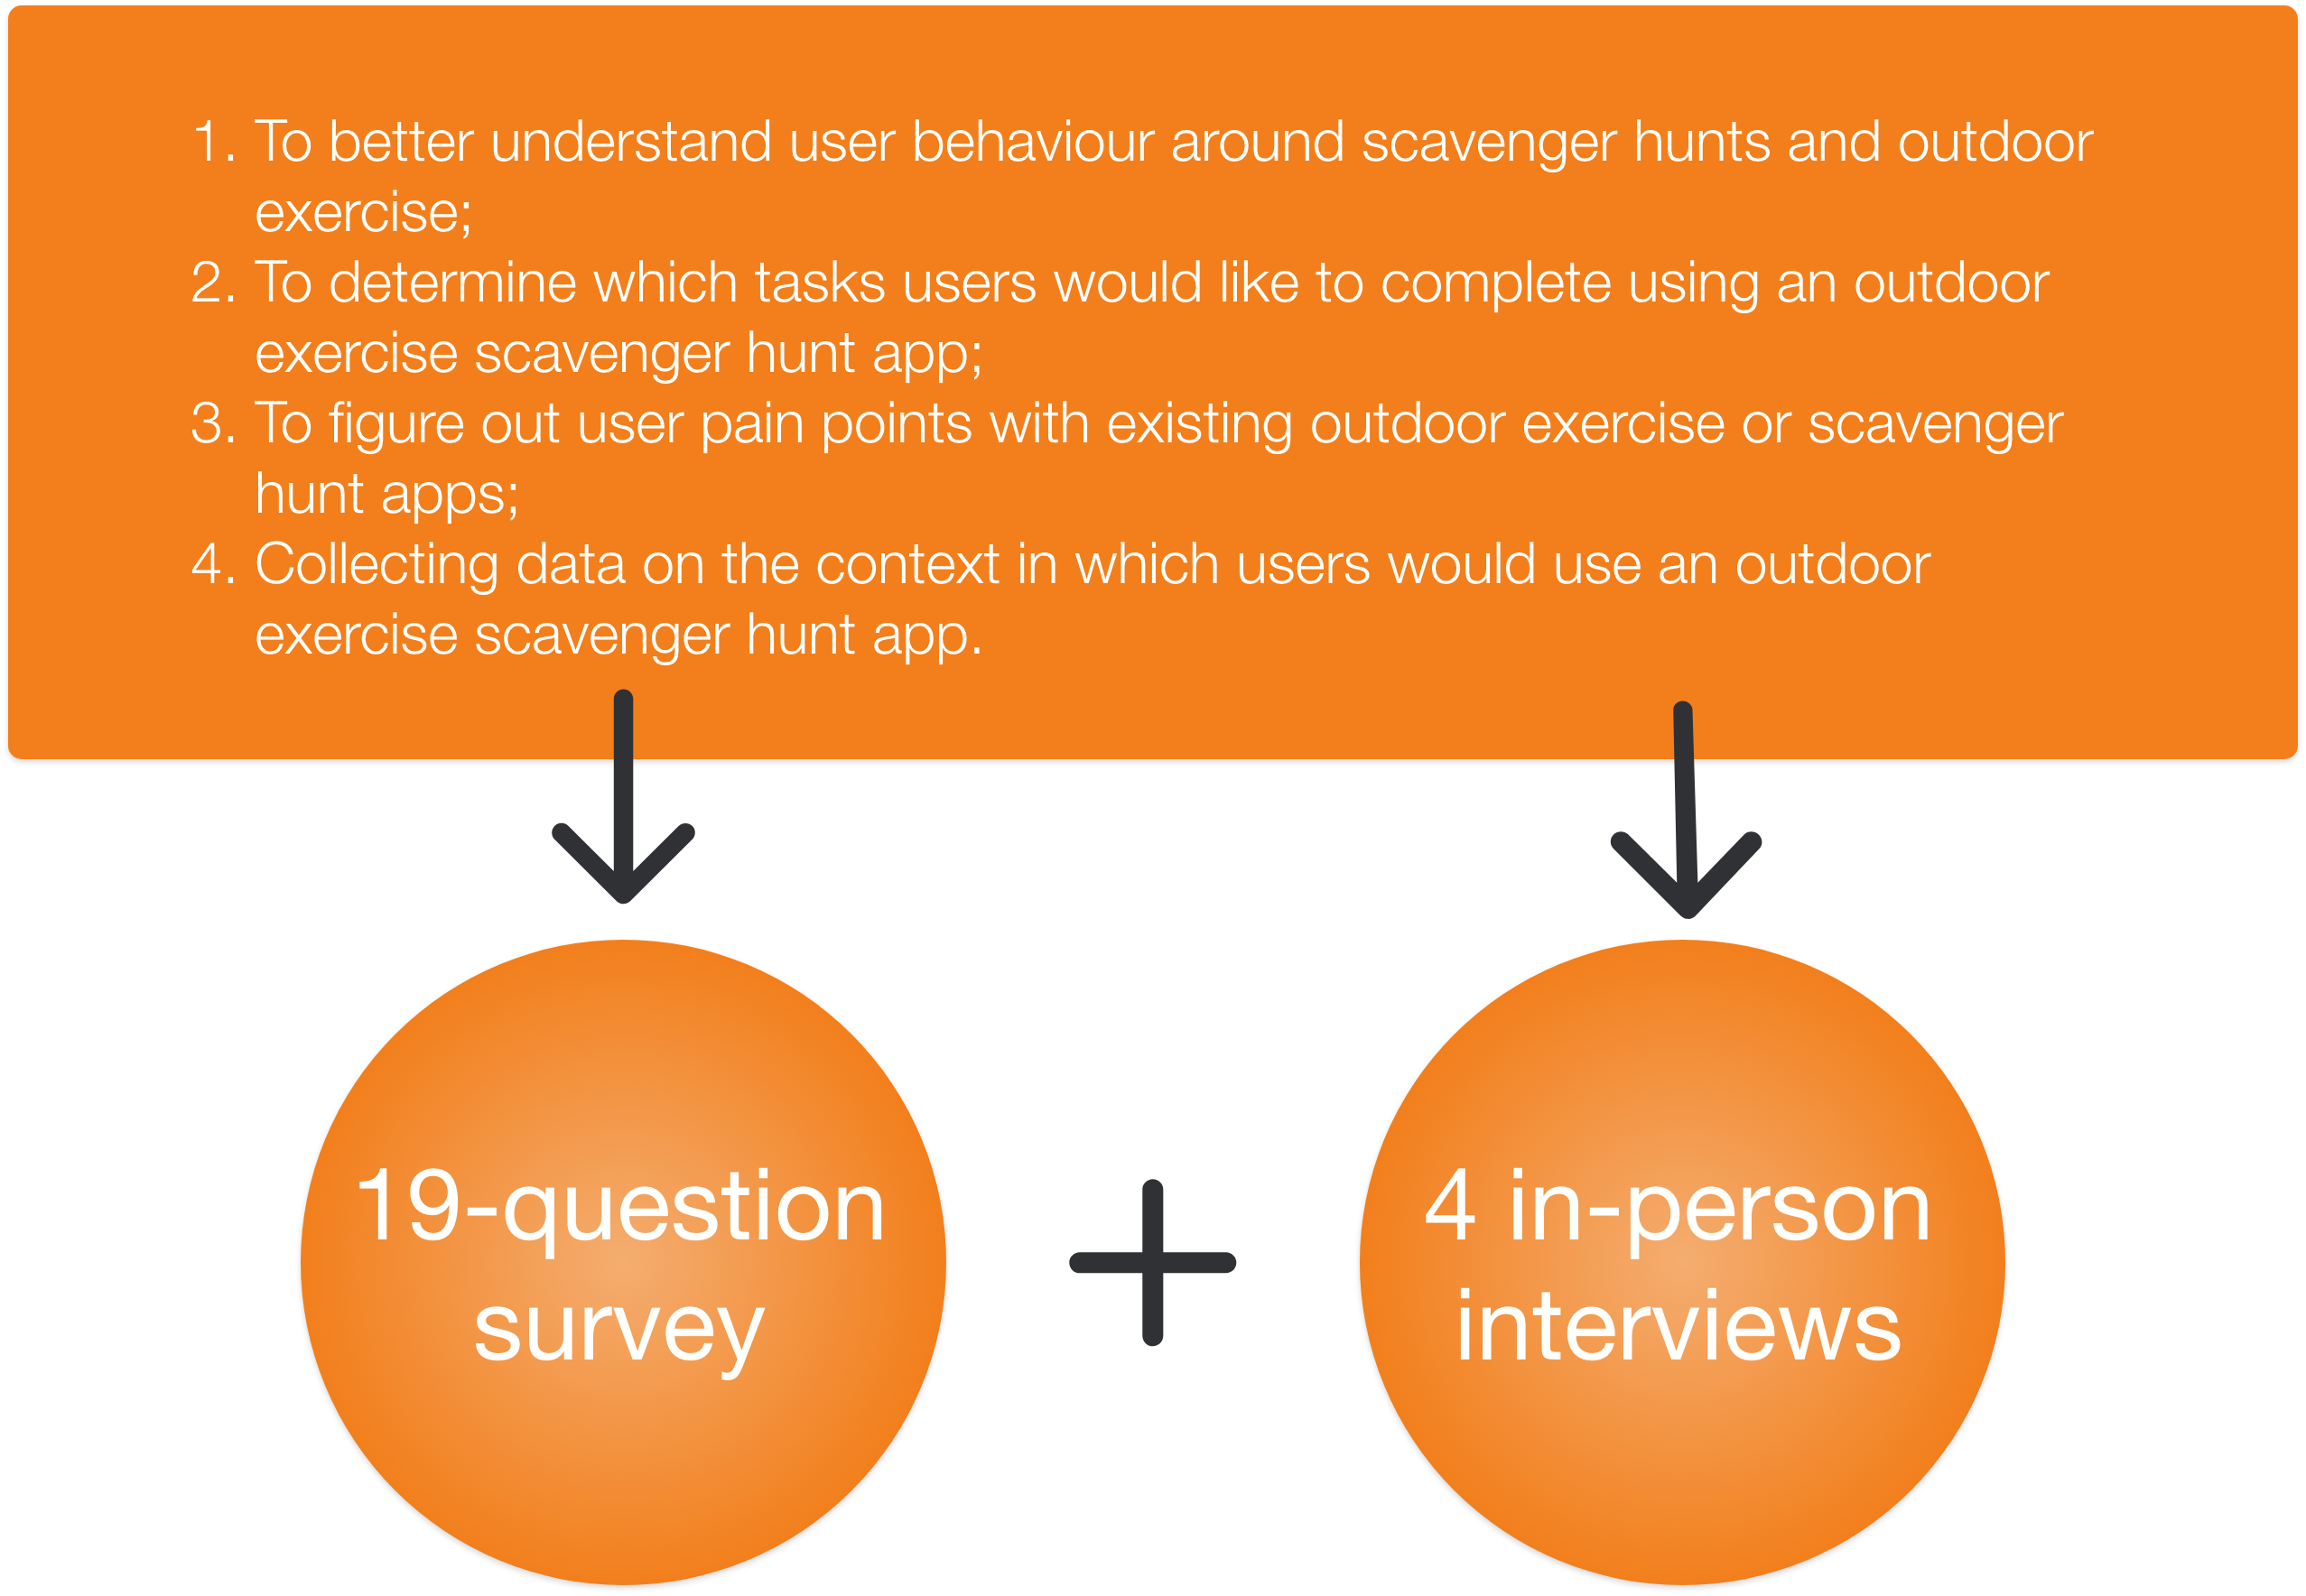 1. To better understand user behaviour around scavenger hunts and outdoor
exercise;
2. To determine which tasks users would like to complete using an outdoor
exercise scavenger hunt app;
3. To figure out user pain points with existing outdoor exercise or scavenger
hunt apps;
4. Collecting data on the context in which users would use an outdoor
exercise scavenger hunt app.
19-question
survey
+
4 in-person
interviews